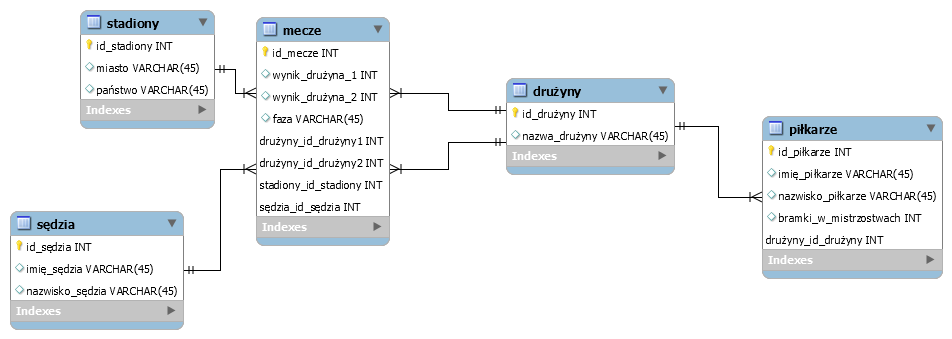 stadiony
id_stadiony INT
miasto VARCHAR(45)
państwo VARCHAR(45)
Indexes
mecze
id_mecze INT
wynik_drużyna_1 INT
wynik_drużyna_2 INT
faza VARCHAR(45)
drużyny_id_drużyny1 INT
drużyny_id_drużyny2 INT
stadiony_id_stadiony INT
sędzia_id_sędzia INT
Indexes
drużyny
id_drużyny INT
nazwa_drużyny VARCHAR(45)
Indexes
piłkarze
id_piłkarze INT
imię_piłkarze VARCHAR(45)
nazwisko_piłkarze VARCHAR(45)
bramki_w_mistrzostwach INT
drużyny_id_drużyny INT
Indexes
sędzia
id_sędzia INT
imię_sędzia VARCHAR(45)
nazwisko_sędzia VARCHAR(45)
Indexes